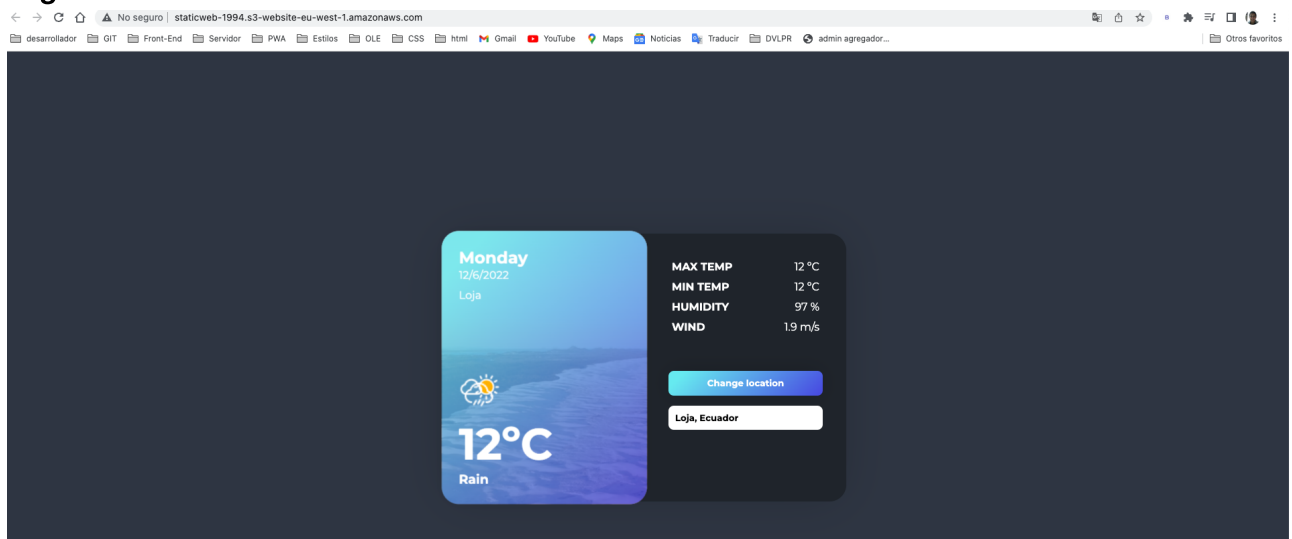 No seguro | staticweb-1994.s3-website-eu-west-1.amazonaws.com
desarrollador GIT Front-End Servidor PWA Estilos OLE CSS html Gmail YouTube Maps Noticias Traducir DVLPR admin agregador... Otros favoritos
Monday
12/6/2022
Loja
12°C
Rain
MAX TEMP 12 °C
MIN TEMP 12 °C
HUMIDITY 97 %
WIND 1.9 m/s
Change location
Loja, Ecuador